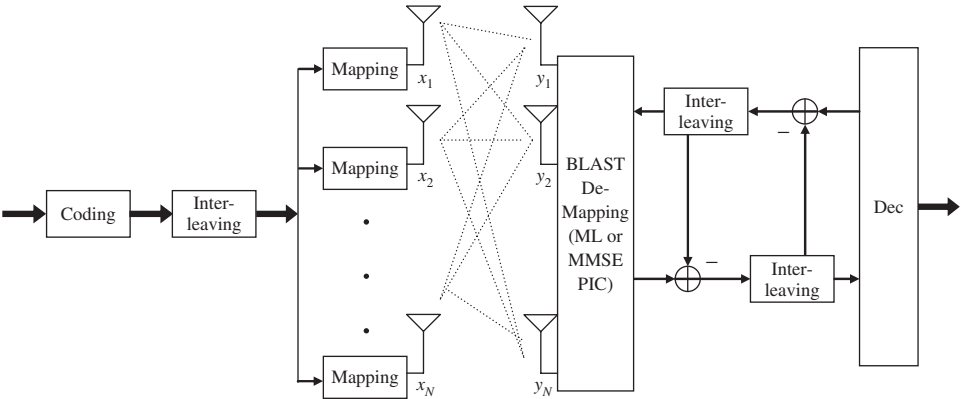 Coding
Inter-
leaving
Mapping
x1
Mapping
x2
Mapping
xN
y1
y2
yN
BLAST
De-
Mapping
(ML or
MMSE
PIC)
Inter-
leaving
−
−
Inter-
leaving
Dec